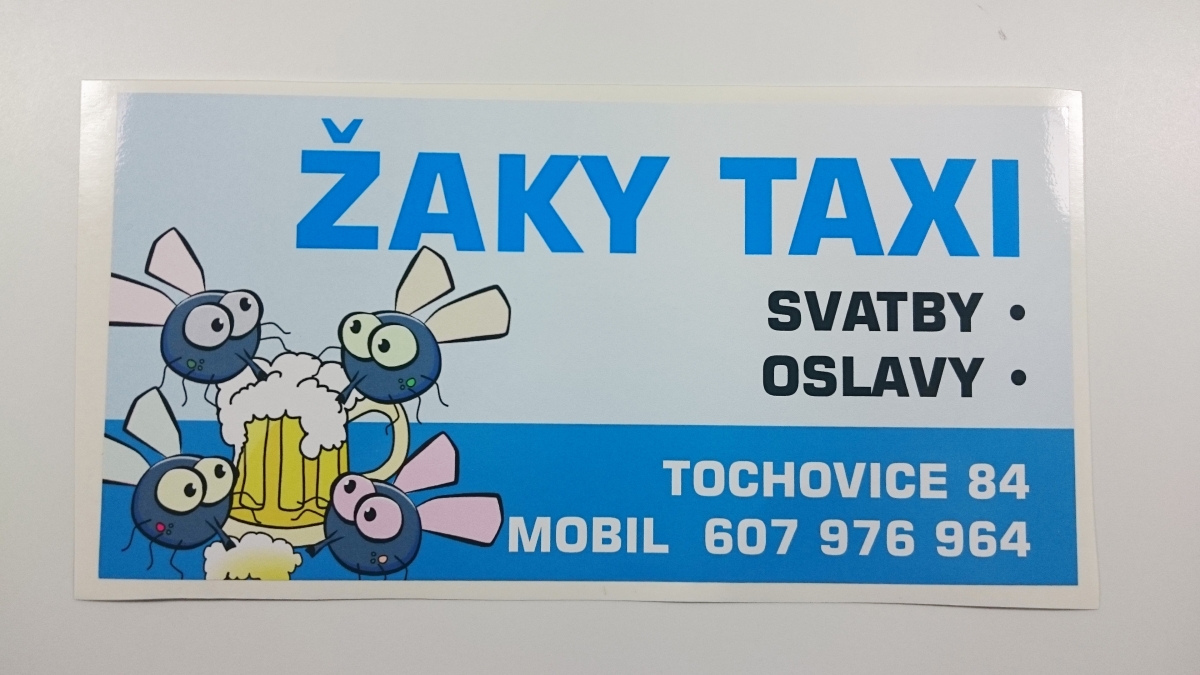 ŽAKY TAXI
SVATBY •
OSLAVY •
TOCHOVICE 84
MOBIL 607 976 964